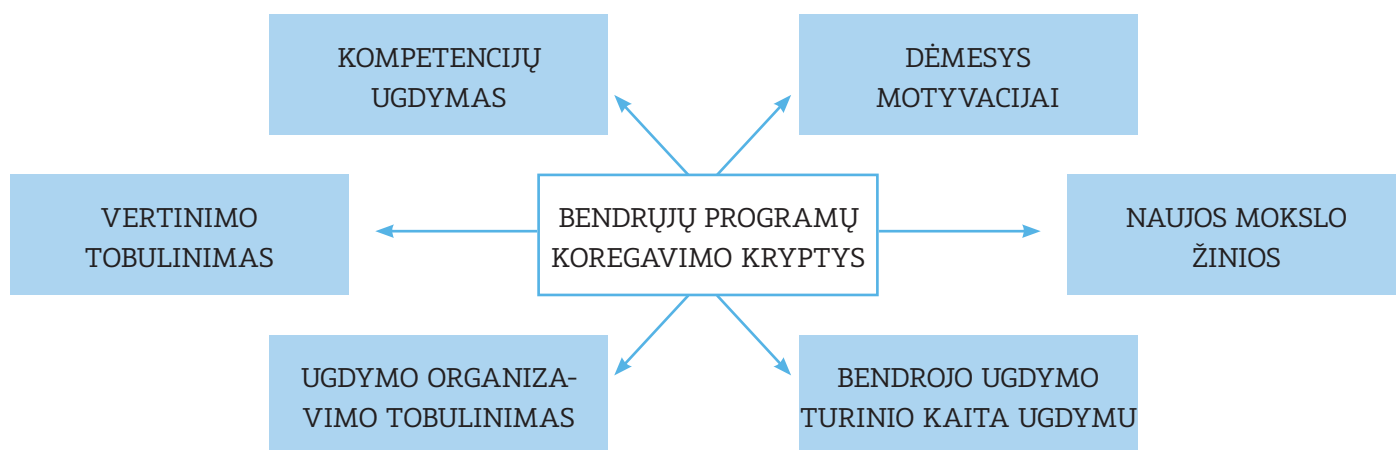 KOMPETENCIJŲ
UGDYMAS
DĖMESYS
MOTYVACIJAI
VERTINIMO
TOBULINIMAS
BENDRŲJŲ PROGRAMŲ
KOREGAVIMO KRYPTYS
NAUJOS MOKSLO
ŽINIOS
UGDYMO ORGANIZA-
VIMO TOBULINIMAS
BENDROJO UGDYMO
TURINIO KAITA UGDYMU